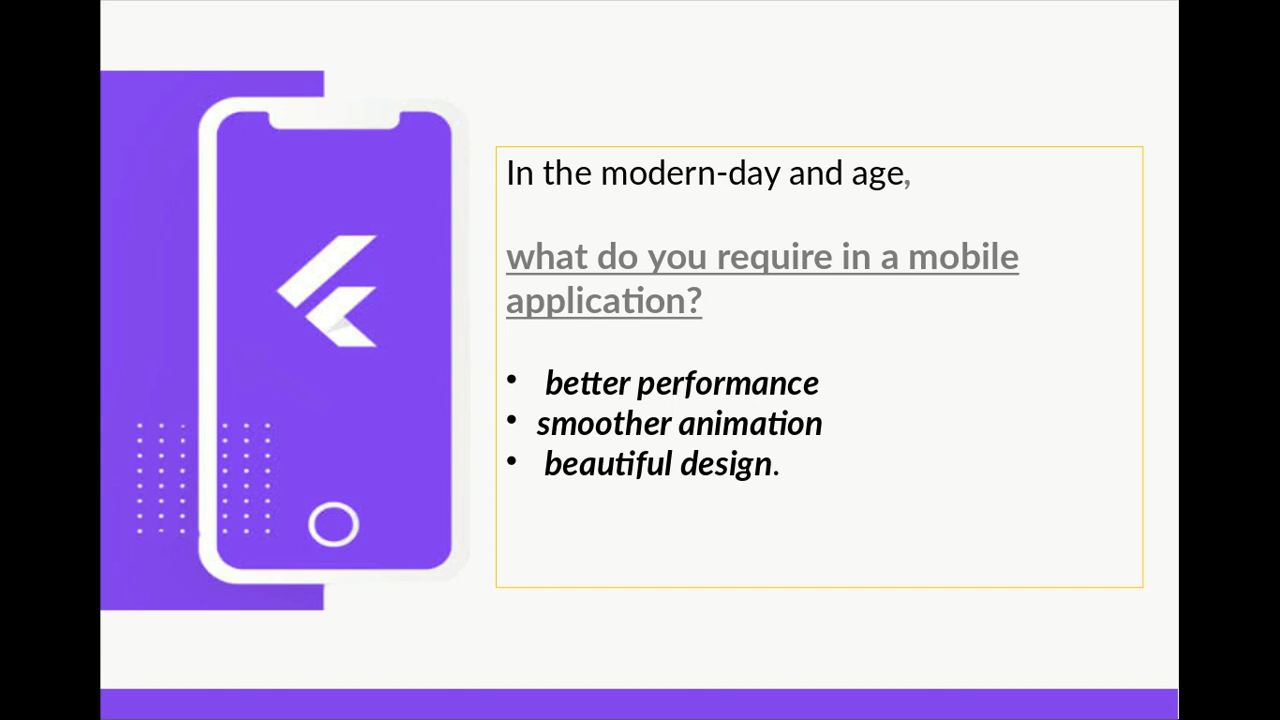 In the modern-day and age,
what do you require in a mobile
application?
• better performance
• smoother animation
• beautiful design.